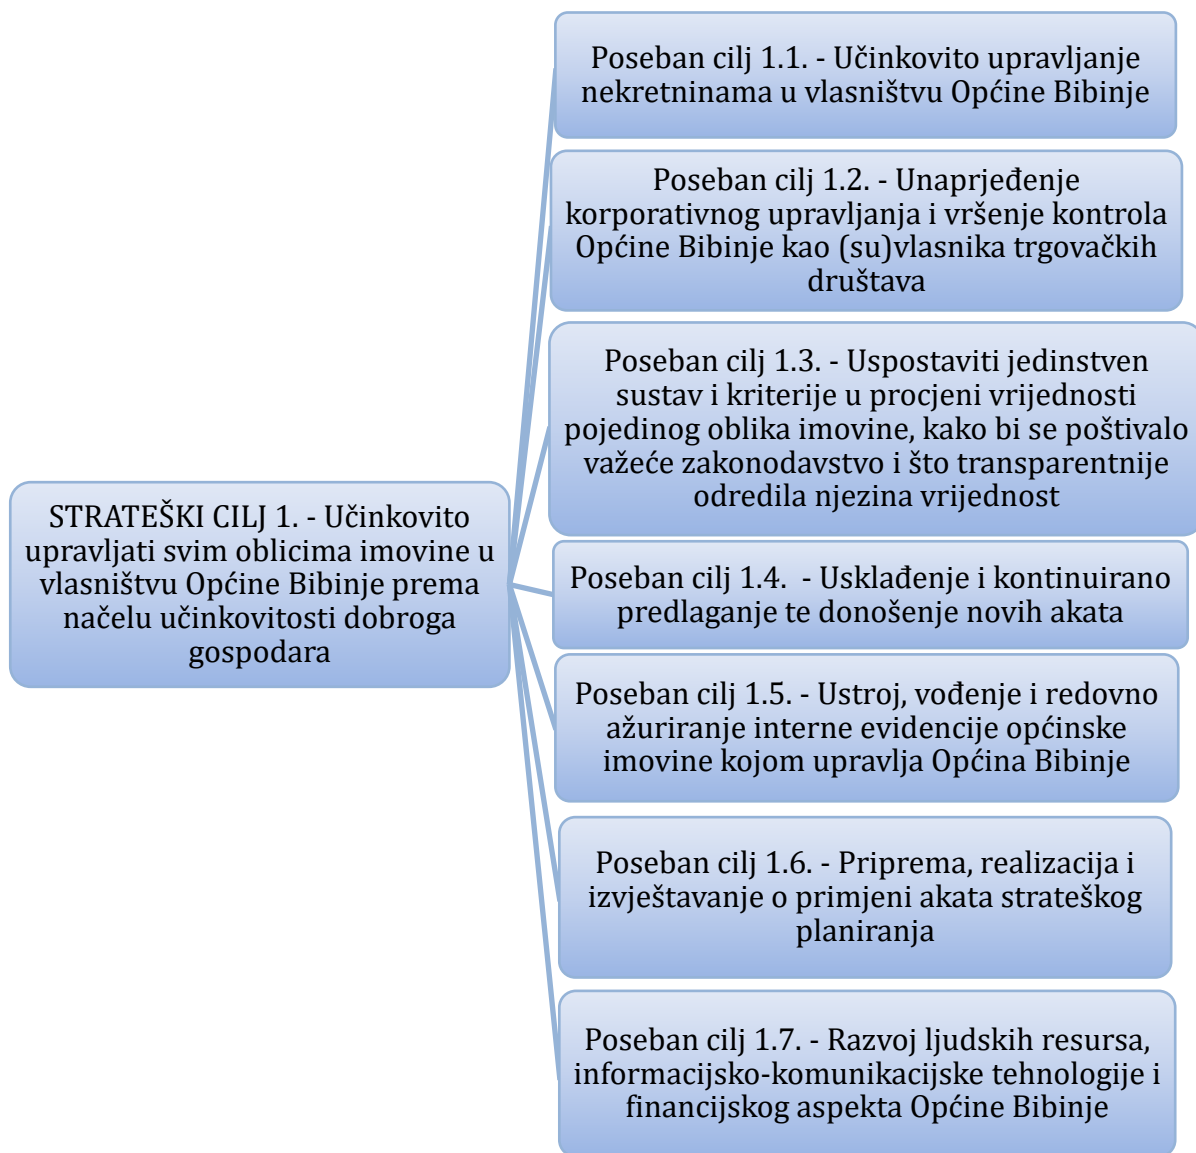 Poseban cilj 1.1. - Učinkovito upravljanje
nekretninama u vlasništvu Općine Bibinje
Poseban cilj 1.2. - Unaprjeđenje
korporativnog upravljanja i vršenje kontrola
Općine Bibinje kao (su)vlasnika trgovačkih
društava
Poseban cilj 1.3. - Uspostaviti jedinstven
sustav i kriterije u procjeni vrijednosti
pojedinog oblika imovine, kako bi se poštivalo
važeće zakonodavstvo i što transparentnije
odredila njezina vrijednost
STRATEŠKI CILJ 1. - Učinkovito
upravljati svim oblicima imovine u
vlasništvu Općine Bibinje prema
načelu učinkovitosti dobroga
gospodara
Poseban cilj 1.4. - Usklađenje i kontinuirano
predlaganje te donošenje novih akata
Poseban cilj 1.5. - Ustroj, vođenje i redovno
ažuriranje interne evidencije općinske
imovine kojom upravlja Općina Bibinje
Poseban cilj 1.6. - Priprema, realizacija i
izvještavanje o primjeni akata strateškog
planiranja
Poseban cilj 1.7. - Razvoj ljudskih resursa,
informacijsko-komunikacijske tehnologije i
financijskog aspekta Općine Bibinje